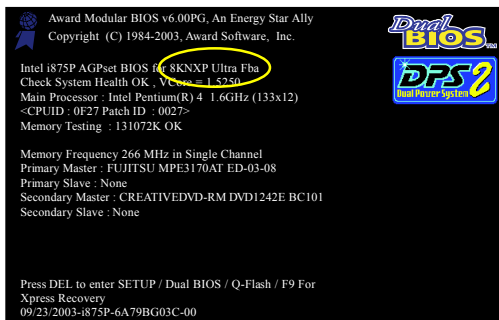 Award Modular BIOS v6.00PG, An Energy Star Ally
Copyright (C) 1984-2003, Award Software, Inc.
Dual
BIOS
TM
Intel i875P AGPset BIOS for 8KNXP Ultra Fba
Check System Health OK , VCore = 1.5250
Main Processor : Intel Pentium(R) 4 1.6GHz (133x12)
<CPUID : 0F27 Patch ID : 0027>
Memory Testing : 131072K OK
DPS 2
Dual Power System
Memory Frequency 266 MHz in Single Channel
Primary Master : FUJITSU MPE3170AT ED-03-08
Primary Slave : None
Secondary Master : CREATIVEDVD-RM DVD1242E BC101
Secondary Slave : None
Press DEL to enter SETUP / Dual BIOS / Q-Flash / F9 For
Xpress Recovery
09/23/2003-i875P-6A79BG03C-00